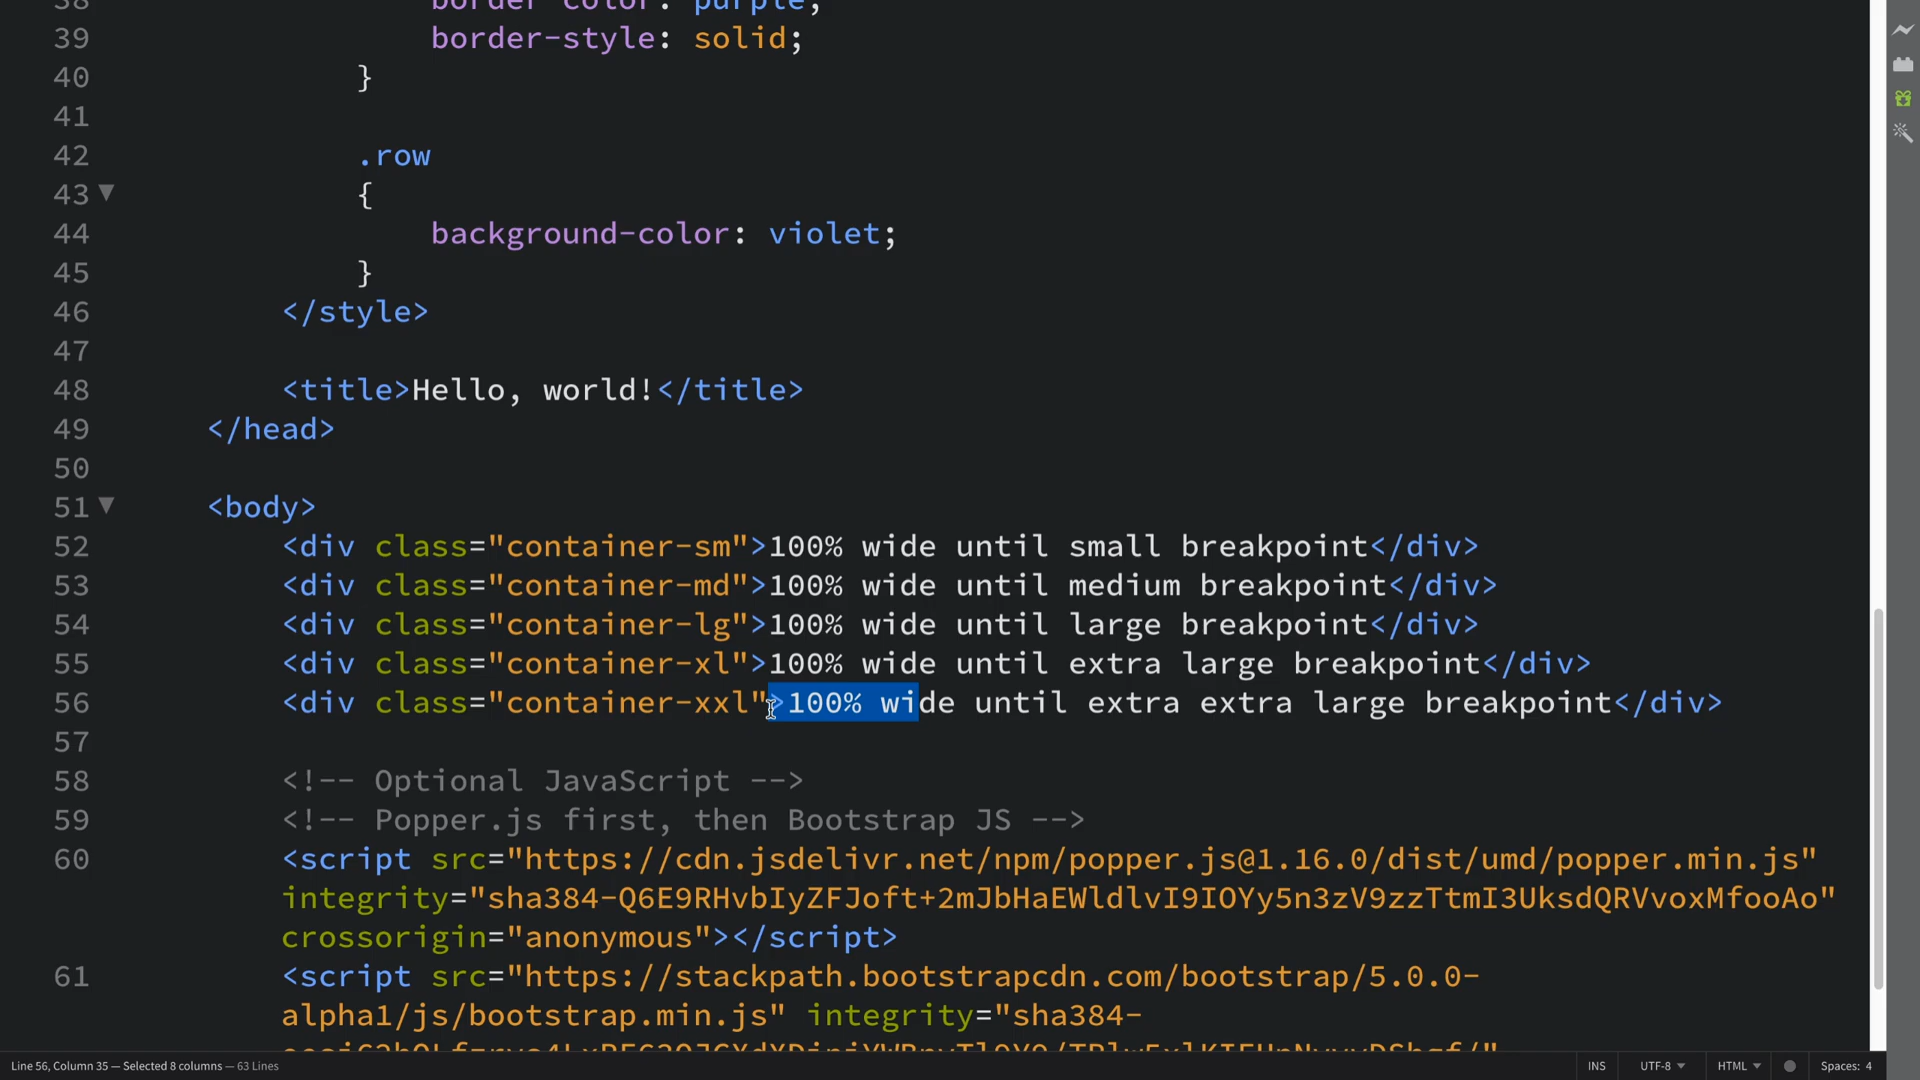 38 border-color: purple;
39 border-style: solid;
40 }
41
42 .row
43 {
44 background-color: violet;
45 }
46 </style>
47
48 <title>Hello, world!</title>
49 </head>
50
51 <body>
52 <div class="container-sm">100% wide until small breakpoint</div>
53 <div class="container-md">100% wide until medium breakpoint</div>
54 <div class="container-lg">100% wide until large breakpoint</div>
55 <div class="container-xl">100% wide until extra large breakpoint</div>
56 <div class="container-xxl">100% wide until extra extra large breakpoint</div>
57
58 <!-- Optional JavaScript -->
59 <!-- Popper.js first, then Bootstrap JS -->
60 <script src="https://cdn.jsdelivr.net/npm/popper.js@1.16.0/dist/umd/popper.min.js"
integrity="sha384-Q6E9RHvbIyZFJoft+2mJbHaEWldlvI9IOYy5n3zV9zzTtmI3UksdQRVvoxMfooAo"
crossorigin="anonymous"></script>
61 <script src="https://stackpath.bootstrapcdn.com/bootstrap/5.0.0-
alpha1/js/bootstrap.min.js" integrity="sha384-
Line 56, Column 35 — Selected 8 columns — 63 Lines
INS UTF-8 HTML Spaces: 4